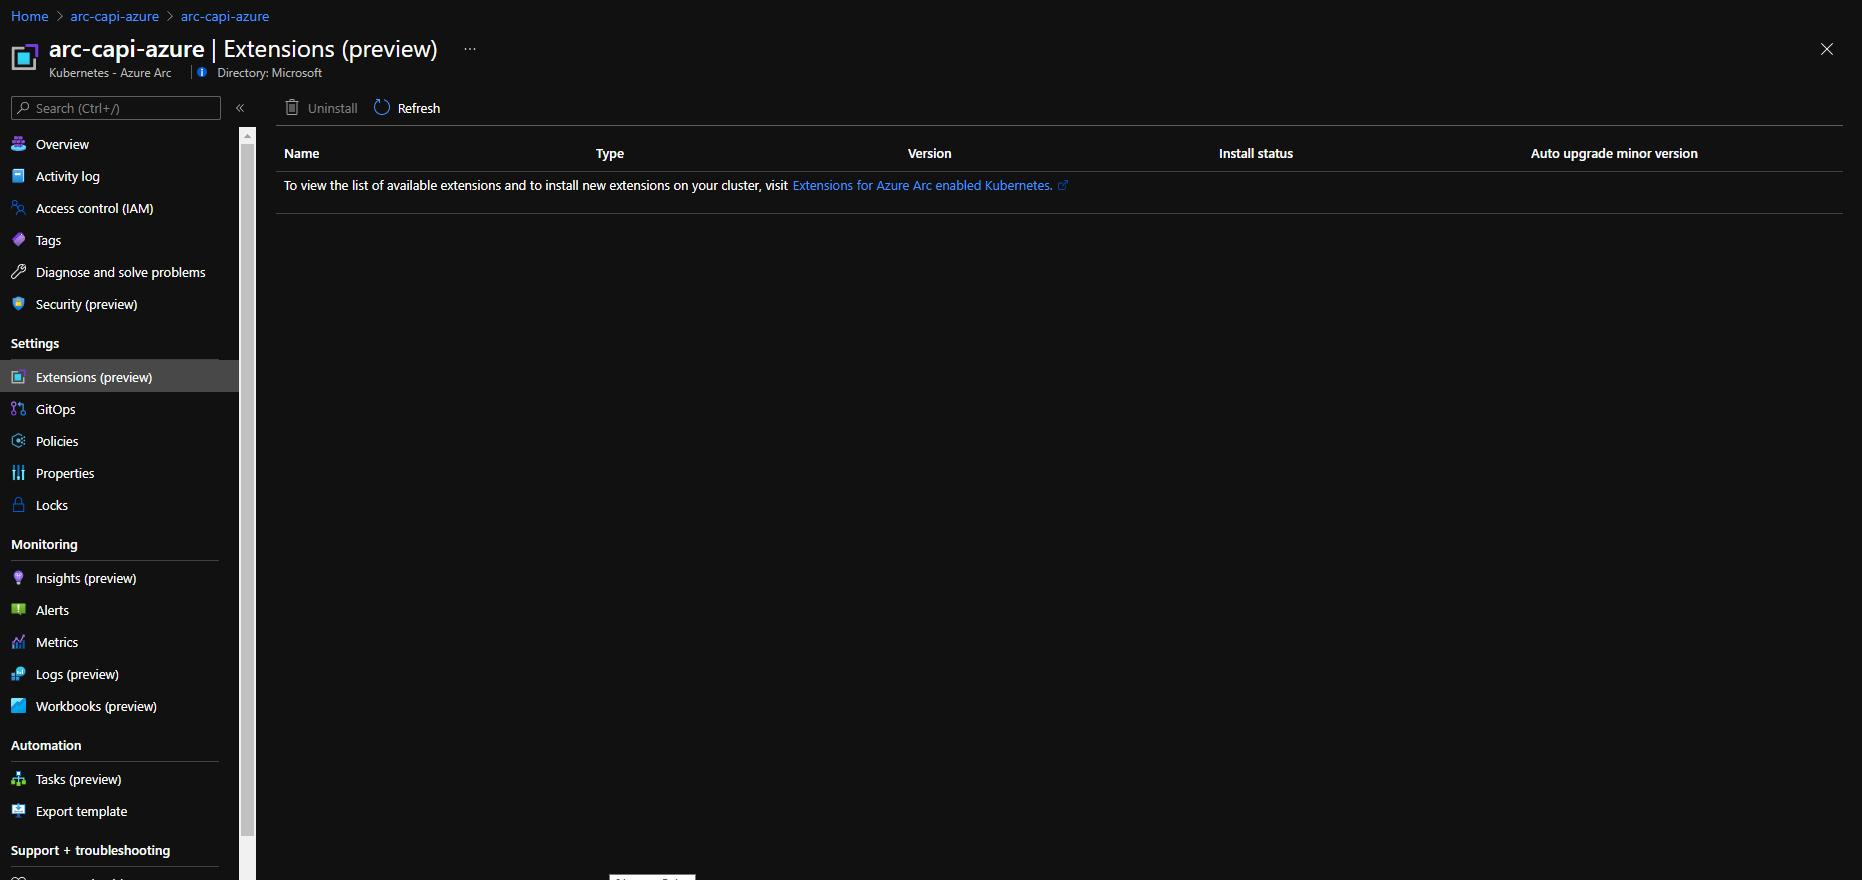 Home > arc-capi-azure > arc-capi-azure
arc-capi-azure | Extensions (preview) ...
Kubernetes - Azure Arc
Directory: Microsoft
Search (Ctrl+/)
«
Overview
Activity log
Access control (IAM)
Tags
Diagnose and solve problems
Security (preview)
Settings
Extensions (preview)
GitOps
Policies
Properties
Locks
Monitoring
Insights (preview)
Alerts
Metrics
Logs (preview)
Workbooks (preview)
Automation
Tasks (preview)
Export template
Support + troubleshooting
Uninstall
Refresh
Name
Type
Version
Install status
Auto upgrade minor version
To view the list of available extensions and to install new extensions on your cluster, visit Extensions for Azure Arc enabled Kubernetes.